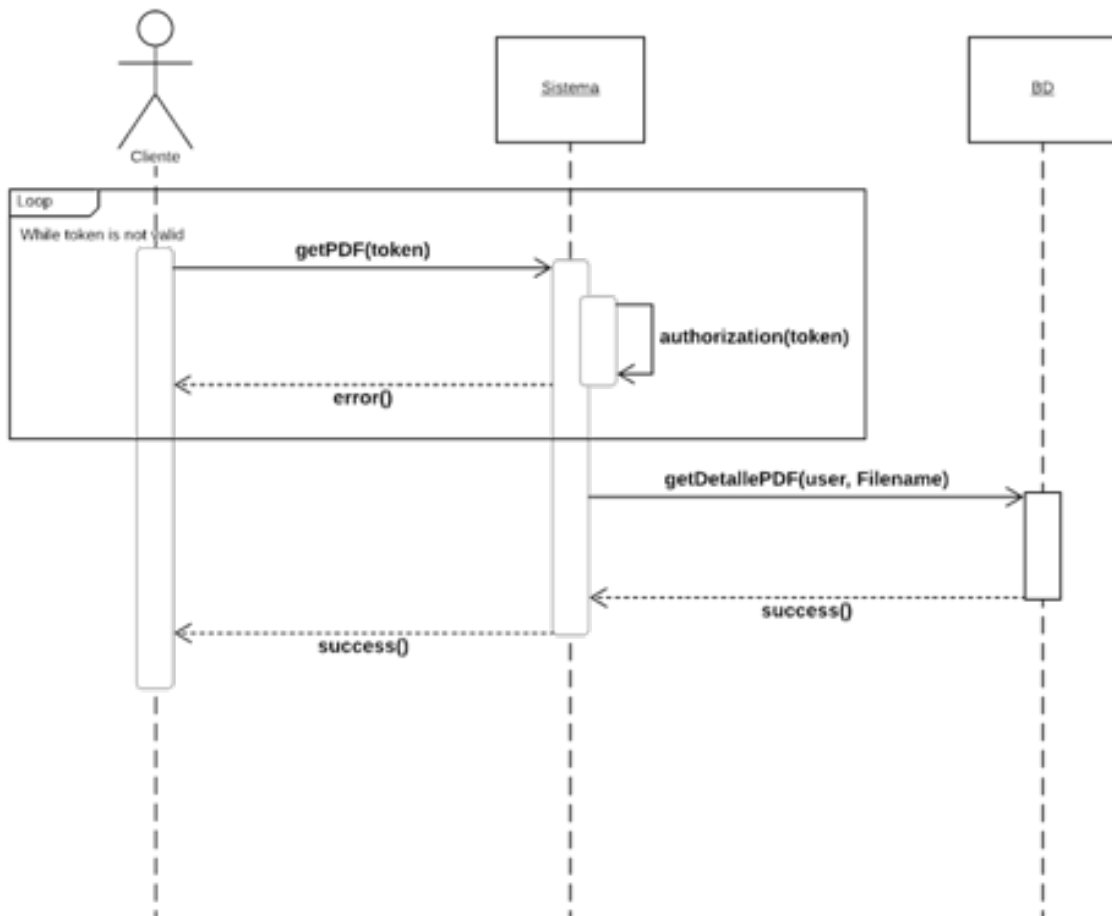 Sistema
BD
Cliente
Loop
While token is not valid
getPDF(token)
authorization(token)
error()
getDetallePDF(user, Filename)
success()
success()